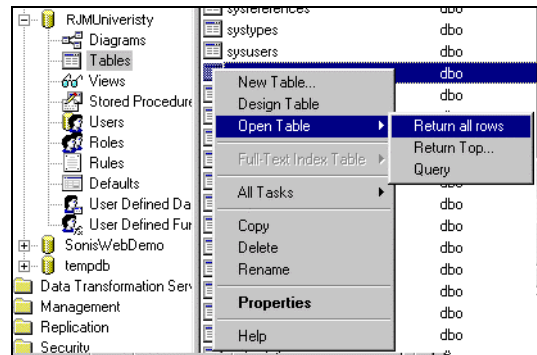 RJMUniveristy
Diagrams
Tables
Views
Stored Procedure
Users
Roles
Rules
Defaults
User Defined Da
User Defined Fur
SonisWebDemo
tempdb
Data Transformation Serv
Management
Replication
Security
sysreferences dbo
systypes dbo
sysusers dbo
dbo
dbo
dbo
dbo
dbo
dbo
dbo
dbo
dbo
dbo
dbo
dbo
New Table...
Design Table
Open Table
Full-Text Index Table
All Tasks
Copy
Delete
Rename
Properties
Help
Return all rows
Return Top...
Query